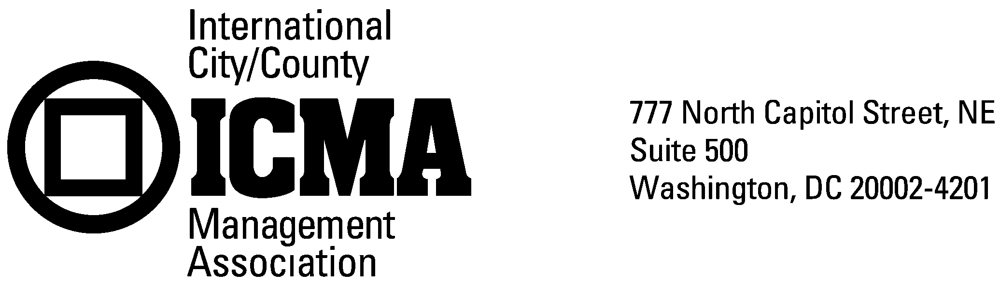 International
City/County
ICMA
Management
Association
777 North Capitol Street, NE
Suite 500
Washington, DC 20002-4201